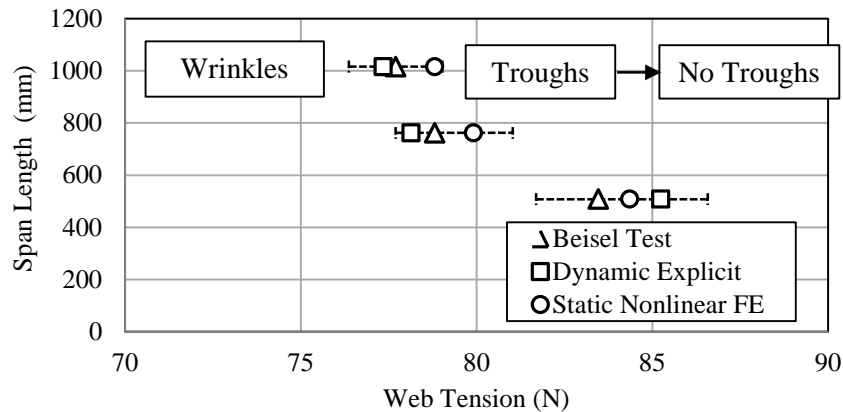 1200
1000
800
600
400
200
0
Span Length (mm)
Wrinkles
Troughs
No Troughs
Beisel Test
Dynamic Explicit
Static Nonlinear FE
70
75
80
85
90
Web Tension (N)